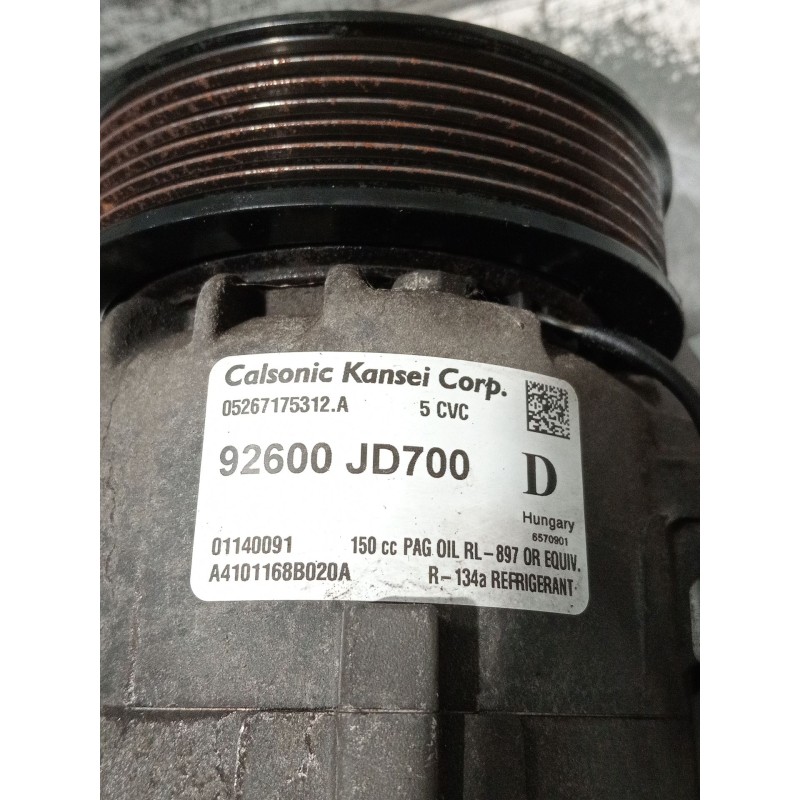 Calsonic Kansei Corp.
05267175312.A 5 CVC
92600 JD700 D
Hungary
6570901
01140091 150 cc PAG OIL RL-897 OR EQUIV.
A4101168B020A R-134a REFRIGERANT